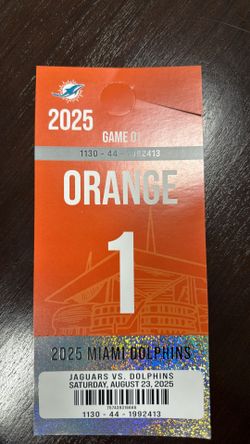 2025
GAME 01
1130 - 44 - 1992413
ORANGE
1
2025 MIAMI DOLPHINS
JAGUARS VS. DOLPHINS
SATURDAY, AUGUST 23, 2025
1130 - 44 - 1992413